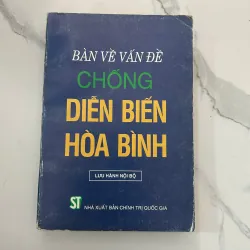 BÀN VỀ VẤN ĐỀ
CHỐNG
DIỄN BIẾN
HÒA BÌNH
LƯU HÀNH NỘI BỘ
ST NHÀ XUẤT BẢN CHÍNH TRỊ QUỐC GIA